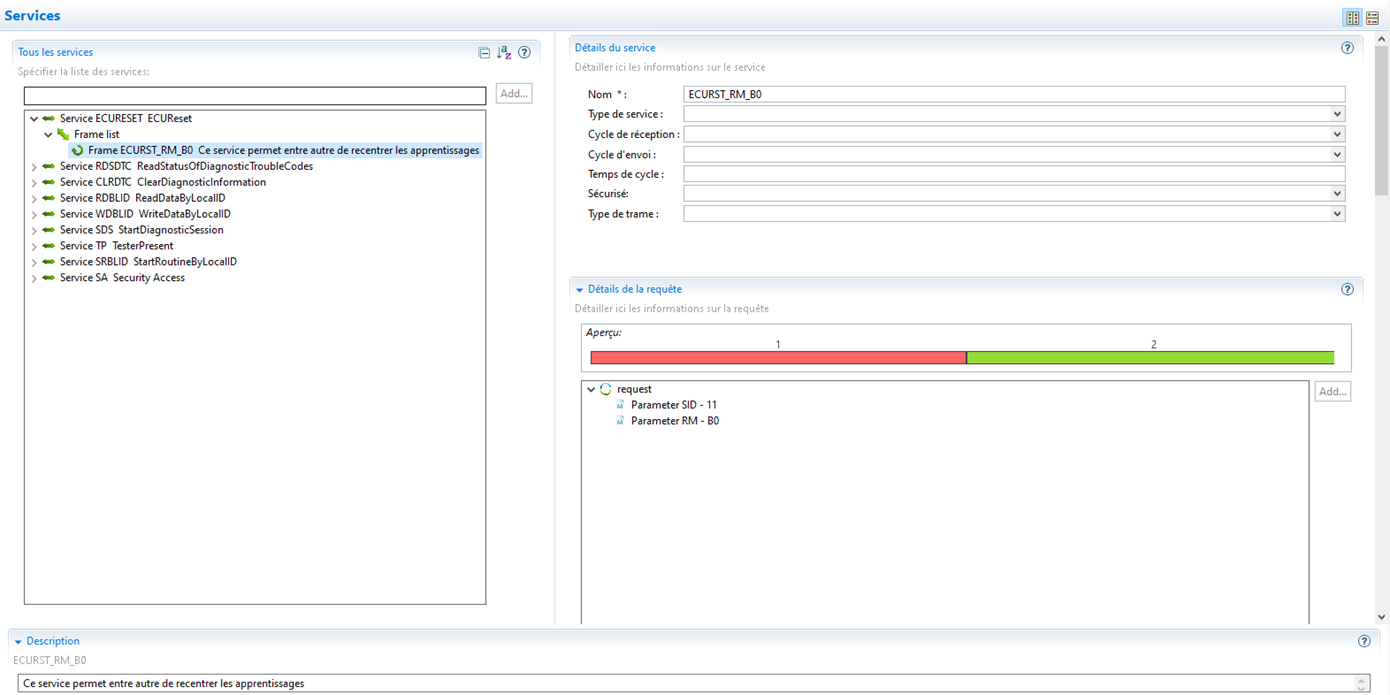 Services
Tous les services
Spécifier la liste des services:
Add...
Service ECURESET ECUReset
Frame list
Frame ECURST_RM_B0 Ce service permet entre autre de recentrer les apprentissages
Service RDSDTC ReadStatusOfDiagnosticTroubleCodes
Service CLRDTC ClearDiagnosticInformation
Service RDBLID ReadDataByLocalID
Service WDBLID WriteDataByLocalID
Service SDS StartDiagnosticSession
Service TP TesterPresent
Service SRBLID StartRoutineByLocalID
Service SA Security Access
Détails du service
Détailler ici les informations sur le service
Nom * : ECURST_RM_B0
Type de service :
Cycle de réception :
Cycle d'envoi :
Temps de cycle :
Sécurisé:
Type de trame :
Détails de la requête
Détailler ici les informations sur la requête
Aperçu:
1 2
request
Add...
Parameter SID - 11
Parameter RM - B0
Description
ECURST_RM_B0
Ce service permet entre autre de recentrer les apprentissages